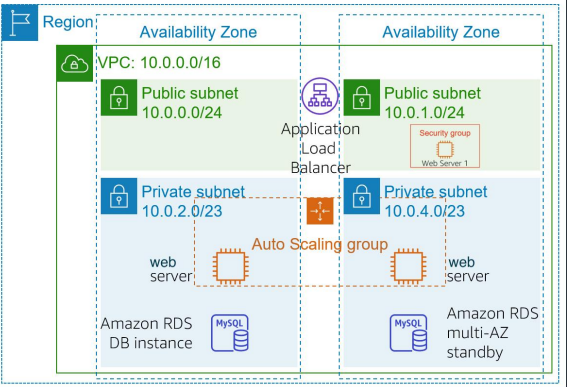 Region
Availability Zone
Availability Zone
VPC: 10.0.0.0/16
Public subnet
10.0.0.0/24
Application
Load
Balancer
Public subnet
10.0.1.0/24
Security group
Web Server 1
Private subnet
10.0.2.0/23
Private subnet
10.0.4.0/23
Auto Scaling group
web
server
web
server
Amazon RDS
DB instance
MySQL
MySQL
Amazon RDS
multi-AZ
standby